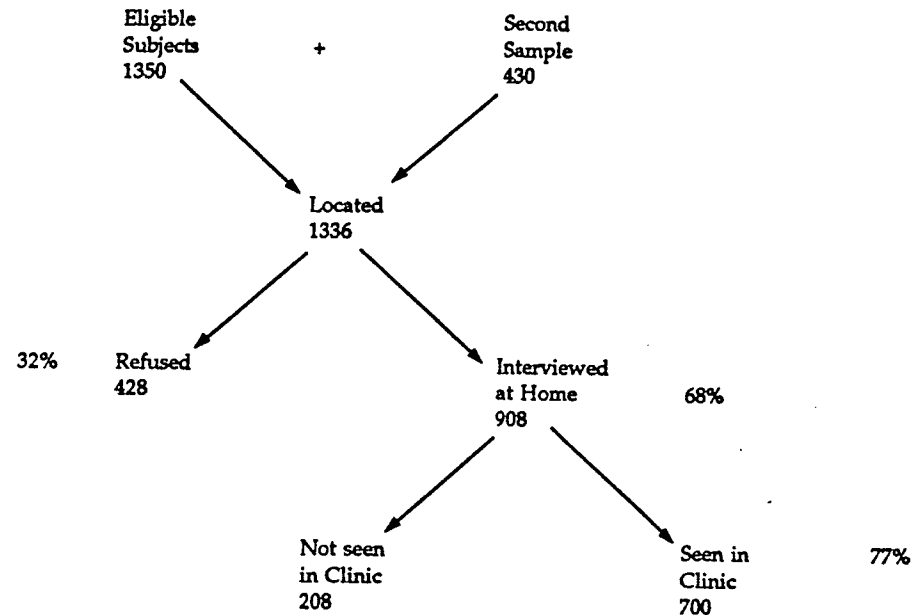 Eligible
Subjects
1350
+
Second
Sample
430
Located
1336
32%
Refused
428
Interviewed
at Home
908
68%
Not seen
in Clinic
208
Seen in
Clinic
700
77%